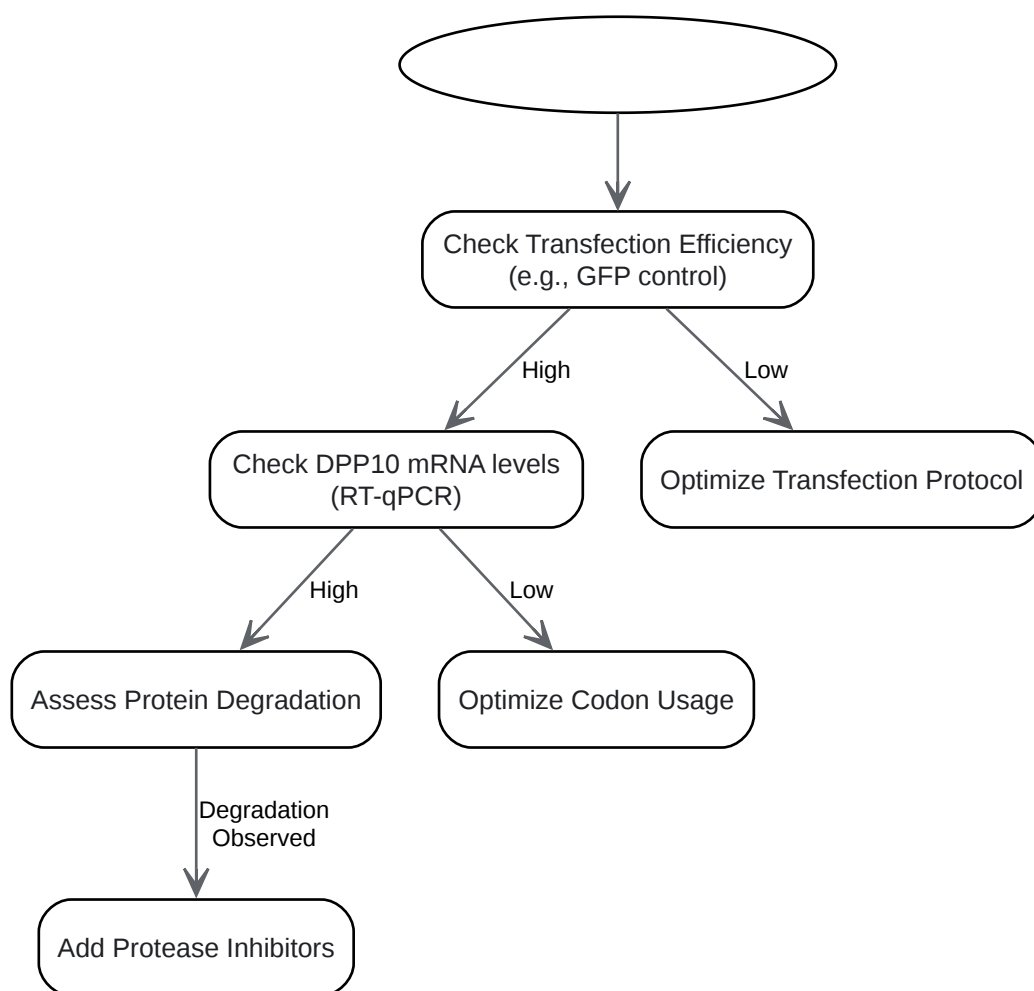 Check Transfection Efficiency
(e.g., GFP control)
High
Low
Check DPP10 mRNA levels
(RT-qPCR)
Optimize Transfection Protocol
High
Low
Assess Protein Degradation
Optimize Codon Usage
Degradation
Observed
Add Protease Inhibitors